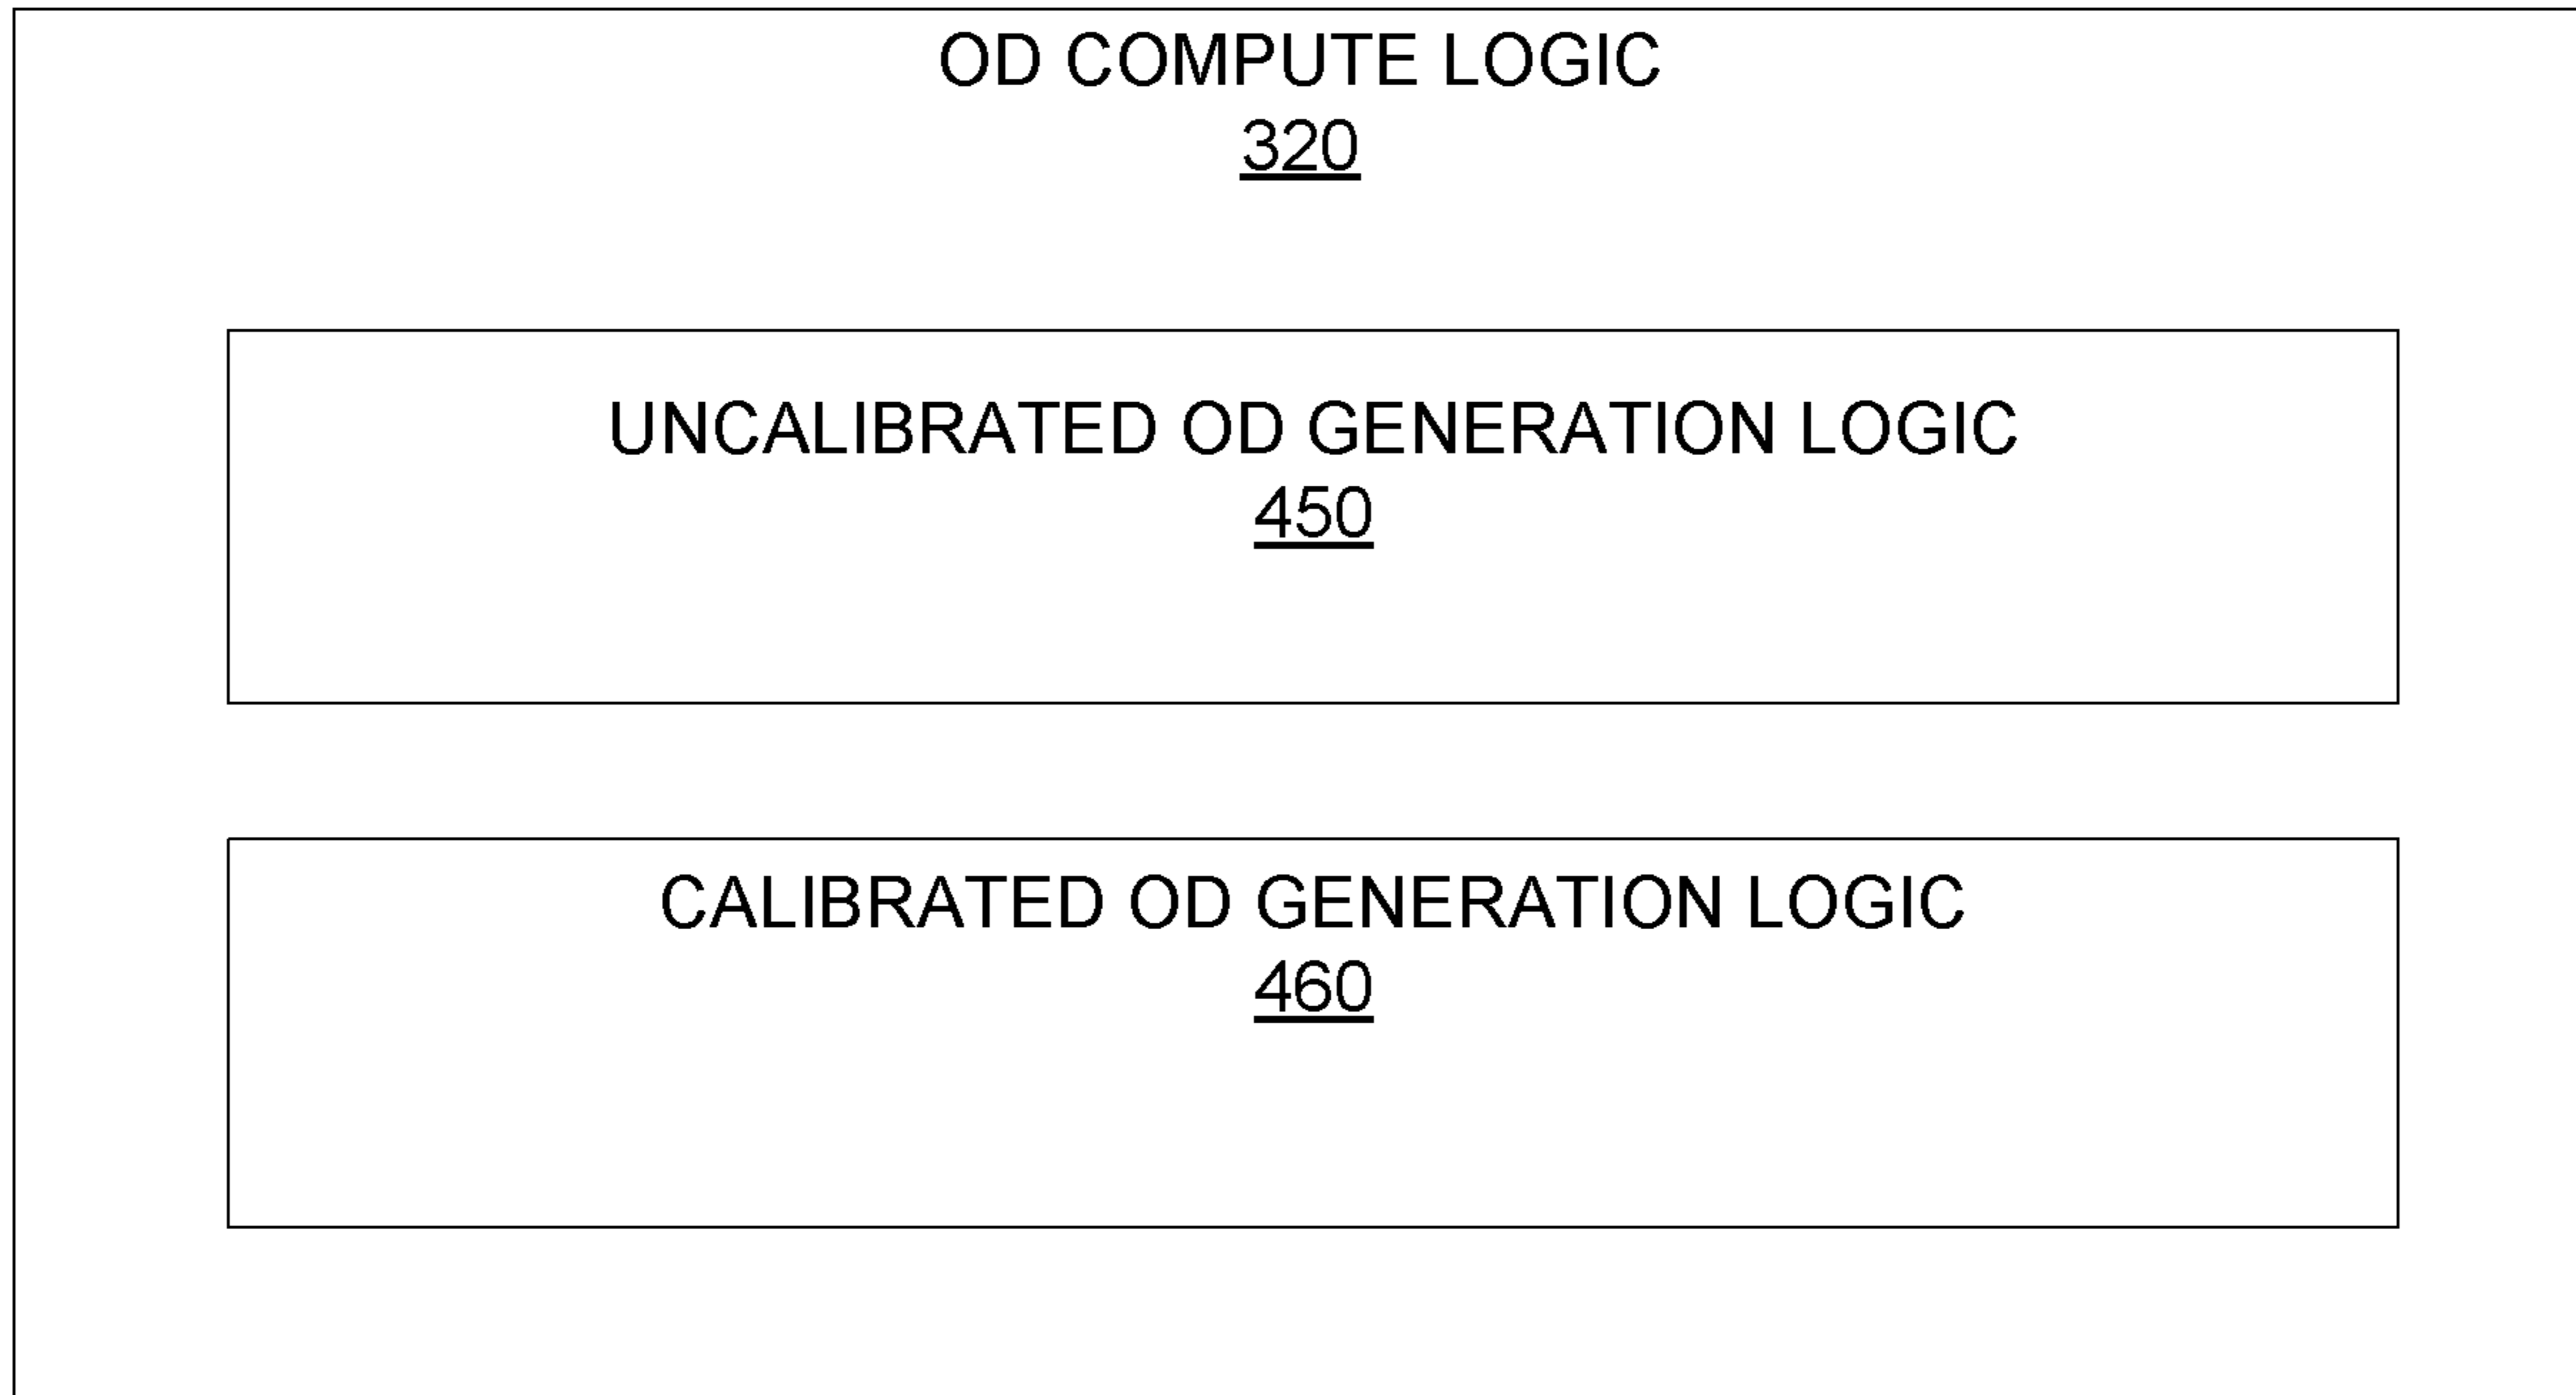 OD COMPUTE LOGIC
320
UNCALIBRATED OD GENERATION LOGIC
450
CALIBRATED OD GENERATION LOGIC
460